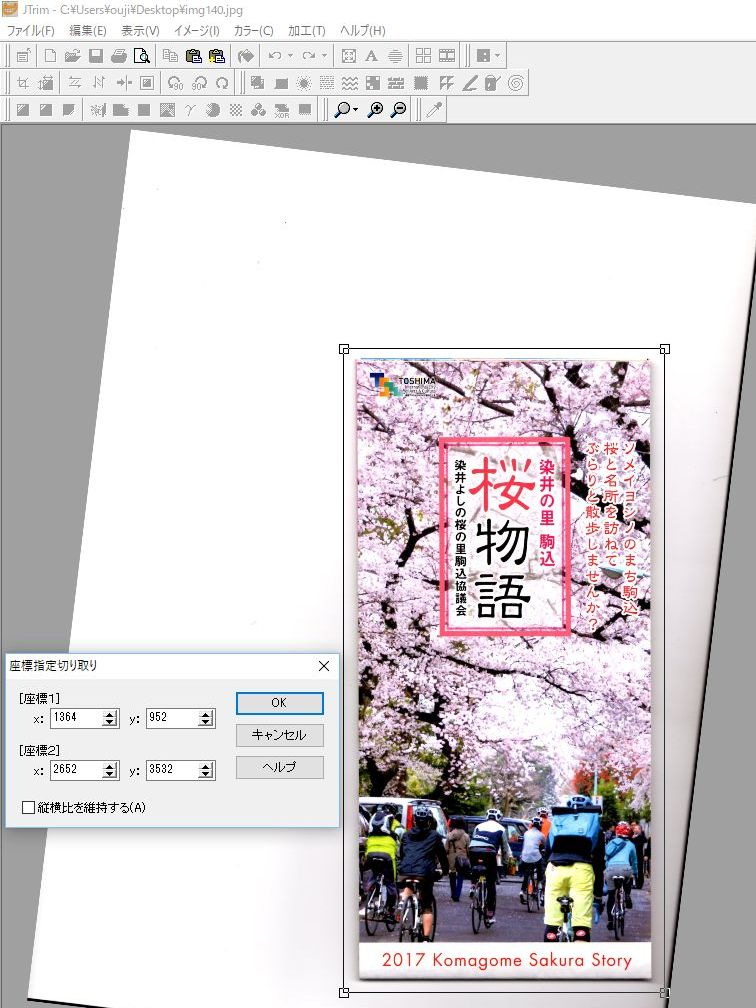 JTrim - C:¥Users¥ouji¥Desktop¥img140.jpg
ファイル(F) 編集(E) 表示(V) イメージ(I) カラー(C) 加工(T) ヘルプ(H)
90 90
XOR
TOSHIMA
ソメイヨシノのまち駒込
桜と名所を訪ねて
ぶらりと散歩しませんか?
染井の里 駒込
桜物語
染井よしの桜の里駒込協議会
座標指定切り取り
[座標1]
x: 1364 y: 952
[座標2]
x: 2652 y: 3532
縦横比を維持する(A)
OK
キャンセル
ヘルプ
2017 Komagome Sakura Story